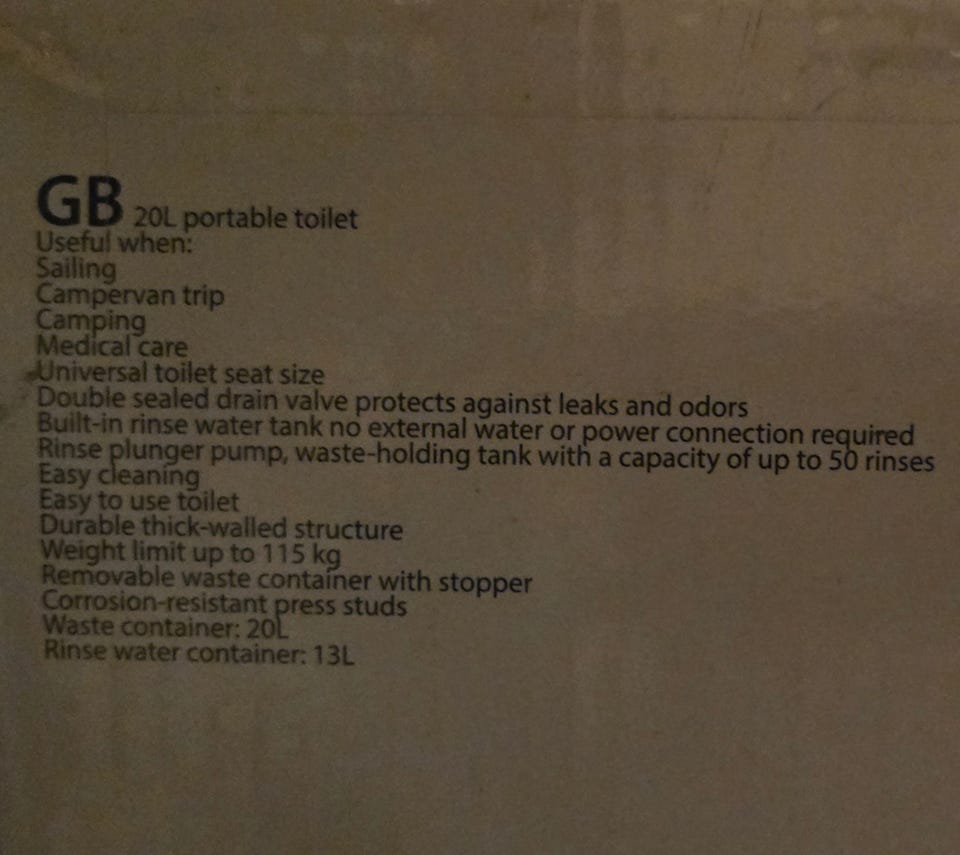 GB 20L portable toilet
Useful when:
Sailing
Campervan trip
Camping
Medical care
Universal toilet seat size
Double sealed drain valve protects against leaks and odors
Built-in rinse water tank no external water or power connection required
Rinse plunger pump, waste-holding tank with a capacity of up to 50 rinses
Easy cleaning
Easy to use toilet
Durable thick-walled structure
Weight limit up to 115 kg
Removable waste container with stopper
Corrosion-resistant press studs
Waste container: 20L
Rinse water container: 13L